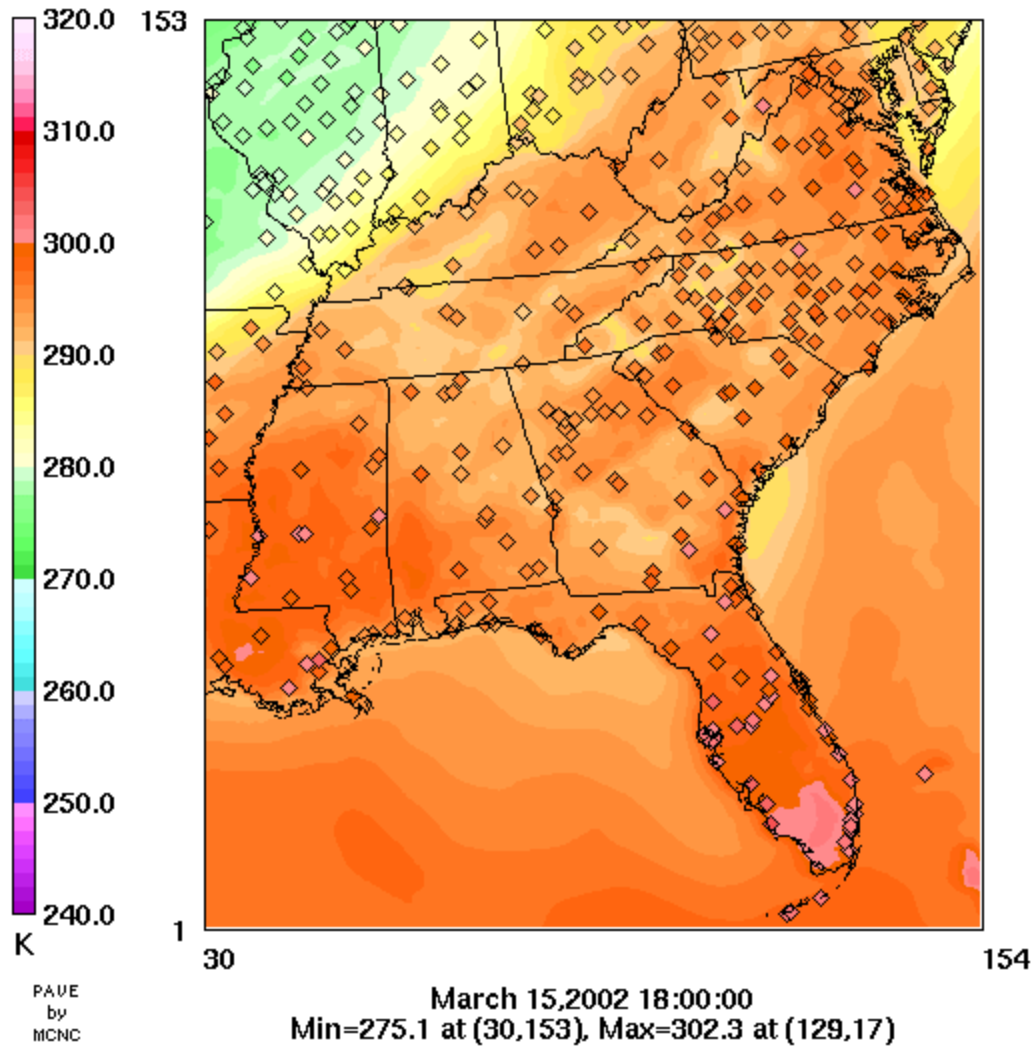 320.0
310.0
300.0
290.0
280.0
270.0
260.0
250.0
240.0
K
153
1
30
154
PAVE
by
MCNC
March 15,2002 18:00:00
Min=275.1 at (30,153), Max=302.3 at (129,17)